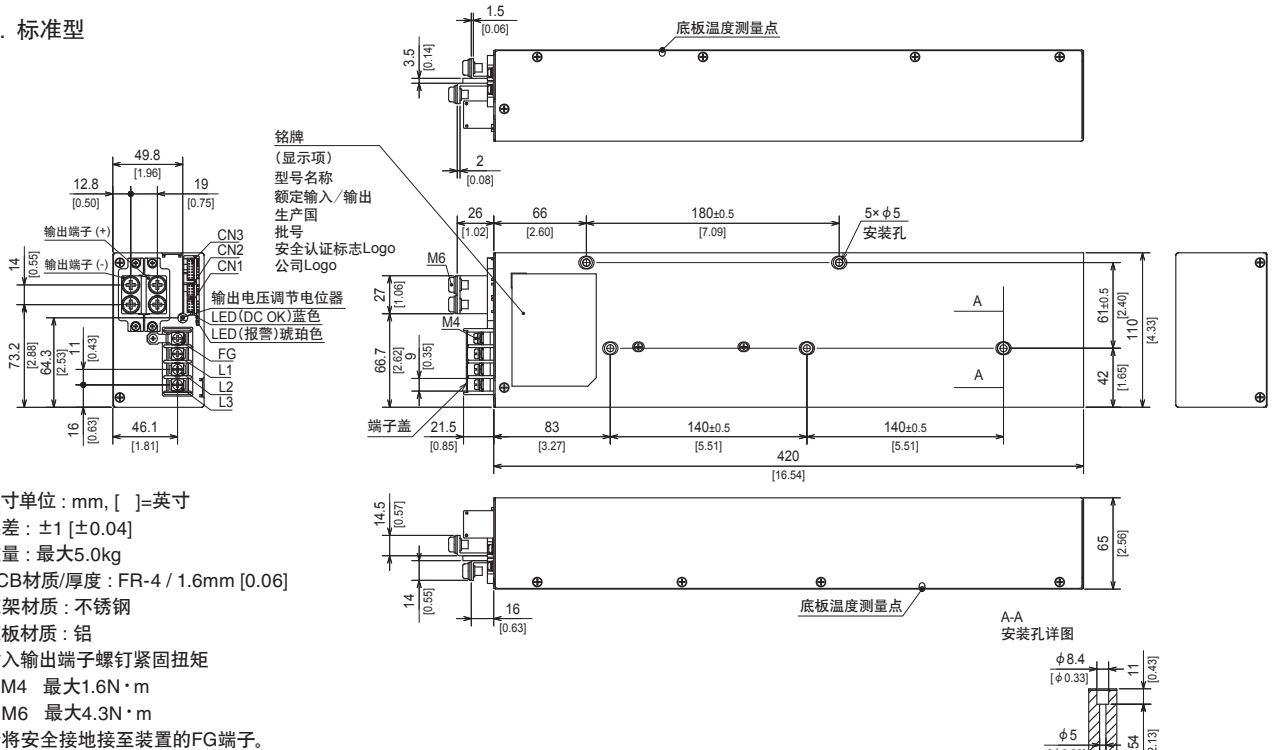 . 标准型
1.5
[0.06]
3.5
[0.14]
底板温度测量点
2
[0.08]
铭牌
(显示项)
型号名称
额定输入/输出
生产国
批号
安全认证标志Logo
公司Logo
49.8
[1.96]
12.8
[0.50]
19
[0.75]
输出端子 (+)
输出端子 (-)
14
[0.55]
73.2
[2.88]
64.3
[2.53]
11
[0.43]
16
[0.63]
46.1
[1.81]
CN3
CN2
CN1
输出电压调节电位器
LED(DC OK)蓝色
LED(报警)琥珀色
FG
L1
L2
L3
26
[1.02]
66
[2.60]
180±0.5
[7.09]
5×φ5
安装孔
M6
27
[1.06]
M4
66.7
[2.62]
9
[0.35]
端子盖
21.5
[0.85]
83
[3.27]
140±0.5
[5.51]
140±0.5
[5.51]
420
[16.54]
A
A
61±0.5
[2.40]
110
[4.33]
42
[1.65]
14.5
[0.57]
14
[0.55]
16
[0.63]
底板温度测量点
65
[2.56]
寸单位 : mm, [ ]=英寸
差 : ±1 [±0.04]
量 : 最大5.0kg
CB材质/厚度 : FR-4 / 1.6mm [0.06]
架材质 : 不锈钢
板材质 : 铝
入输出端子螺钉紧固扭矩
M4 最大1.6N·m
M6 最大4.3N·m
将安全接地接至装置的FG端子。
A-A
安装孔详图
φ8.4
[φ0.33]
11
[0.43]
φ5
54